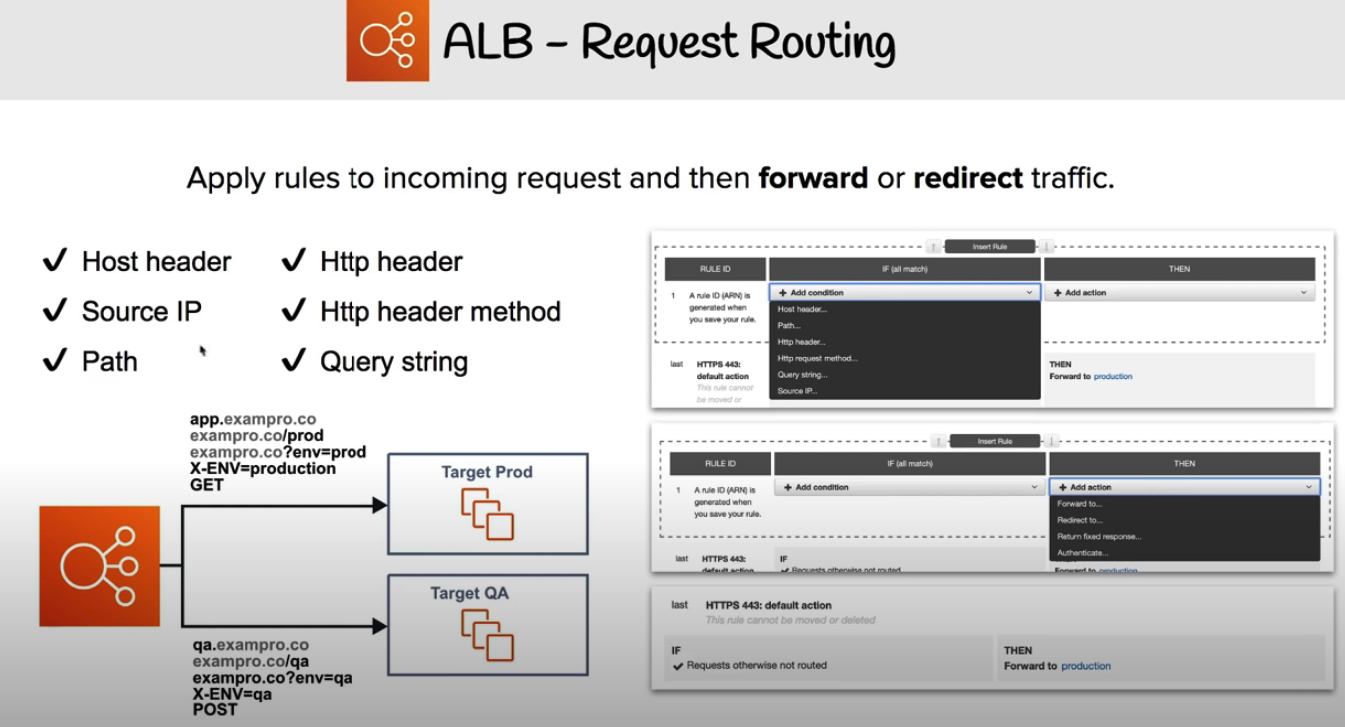 ALB – Request Routing
Apply rules to incoming request and then forward or redirect traffic.
✓ Host header
✓ Source IP
✓ Path
✓ Http header
✓ Http header method
✓ Query string
app.exampro.co
exampro.co/prod
exampro.co?env=prod
X-ENV=production
GET
Target Prod
Target QA
qa.exampro.co
exampro.co/qa
exampro.co?env=qa
X-ENV=qa
POST
Insert Rule
RULE ID
IF (all match)
THEN
1 A rule ID (ARN) is
generated when
you save your rule.
+ Add condition
Host header...
Path...
Http header...
Http request method...
Query string...
Source IP...
+ Add action
last HTTPS 443:
default action
This rule cannot
be moved or
THEN
Forward to production
Insert Rule
RULE ID
IF (all match)
THEN
1 A rule ID (ARN) is
generated when
you save your rule.
+ Add condition
+ Add action
Forward to...
Redirect to...
Return fixed response...
Authenticate...
last HTTPS 443:
default action
IF
✓ Requests otherwise not routed
Forward to production
last HTTPS 443: default action
This rule cannot be moved or deleted
IF
✓ Requests otherwise not routed
THEN
Forward to production